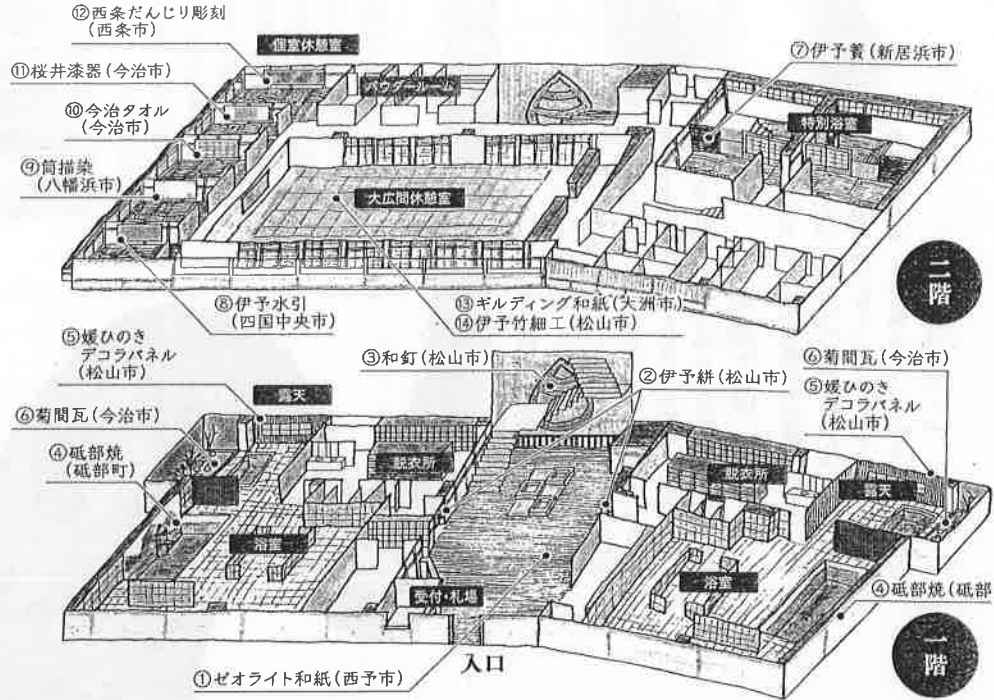 ⑫西条だんじり彫刻
(西条市)
個室休憩室
⑪桜井漆器(今治市)
パウダールーム
⑦伊予簀(新居浜市)
⑩今治タオル
(今治市)
特別浴室
⑨筒描染
(八幡浜市)
大広間休憩室
二階
⑧伊予水引
(四国中央市)
⑬ギルディング和紙(大洲市)
⑭伊予竹細工(松山市)
⑤媛ひのき
デコラパネル
(松山市)
③和釘(松山市)
②伊予絣(松山市)
⑥菊間瓦(今治市)
⑤媛ひのき
デコラパネル
(松山市)
露天
⑥菊間瓦(今治市)
④砥部焼
(砥部町)
脱衣所
脱衣所
露天
浴室
浴室
受付・札場
④砥部焼(砥部
入口
一階
①ゼオライト和紙(西予市)